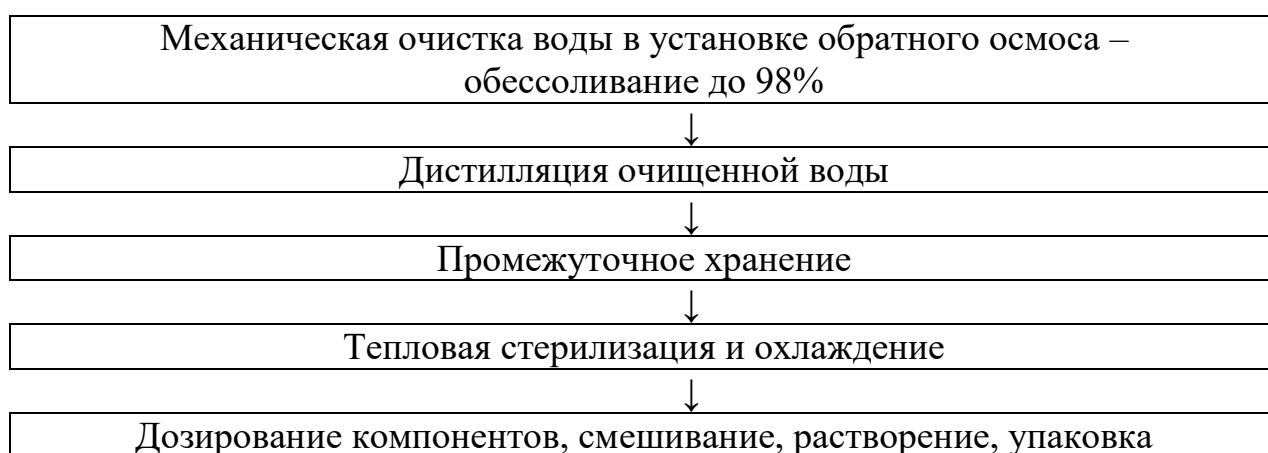 Механическая очистка воды в установке обратного осмоса –
обессоливание до 98%
↓
Дистилляция очищенной воды
↓
Промежуточное хранение
↓
Тепловая стерилизация и охлаждение
↓
Дозирование компонентов, смешивание, растворение, упаковка